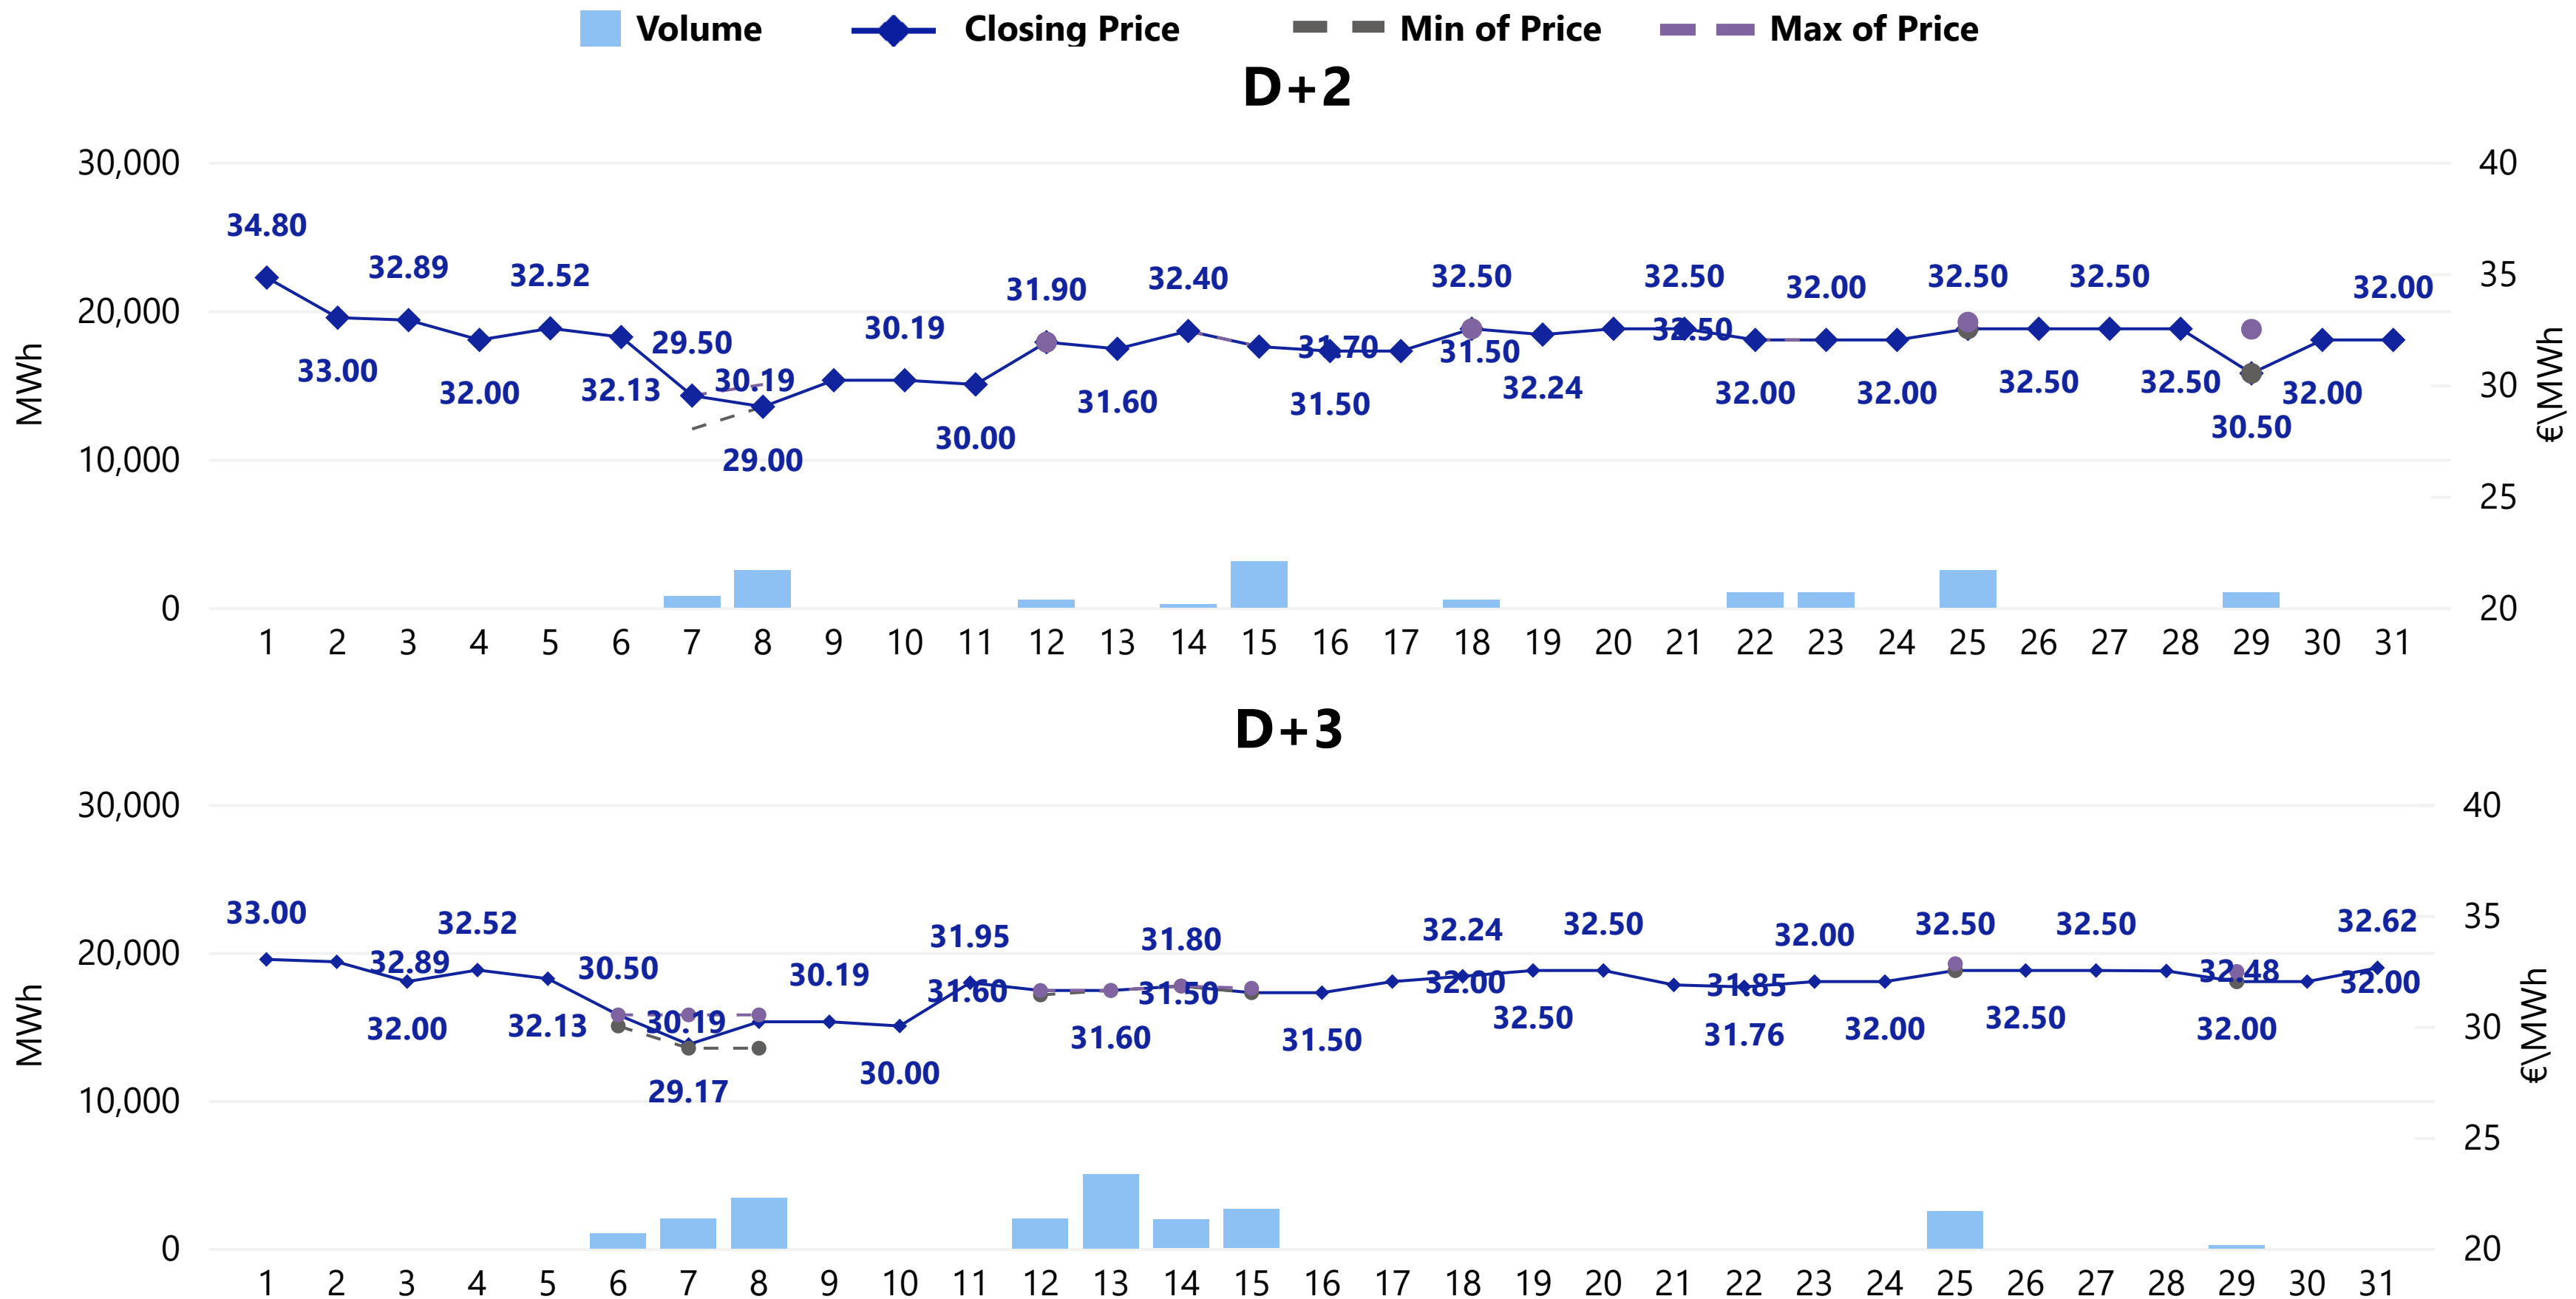 Volume Closing Price Min of Price Max of Price
D+2
30,000 40
34.80 32.89 32.52 31.90 32.40 32.50 32.50 32.00 32.50 32.50 32.00 35
20,000 33.00 32.00 32.13 29.50 30.19 30.19 31.60 31.70 31.50 31.50 32.24 32.50 32.00 32.00 32.50 32.50 32.00 30
MWh €\MWh
10,000 29.00 30.00 30.50
25
0 20
1 2 3 4 5 6 7 8 9 10 11 12 13 14 15 16 17 18 19 20 21 22 23 24 25 26 27 28 29 30 31
D+3
30,000 40
33.00 32.52 31.95 31.80 32.24 32.50 32.00 32.50 32.50 32.62 35
20,000 32.89 30.50 30.19 31.60 31.50 32.00 31.85 32.48 32.00
MWh €\MWh
32.00 32.13 30.19 31.60 31.50 32.50 31.76 32.00 32.50 32.00 30
10,000 29.17 30.00
25
0 20
1 2 3 4 5 6 7 8 9 10 11 12 13 14 15 16 17 18 19 20 21 22 23 24 25 26 27 28 29 30 31